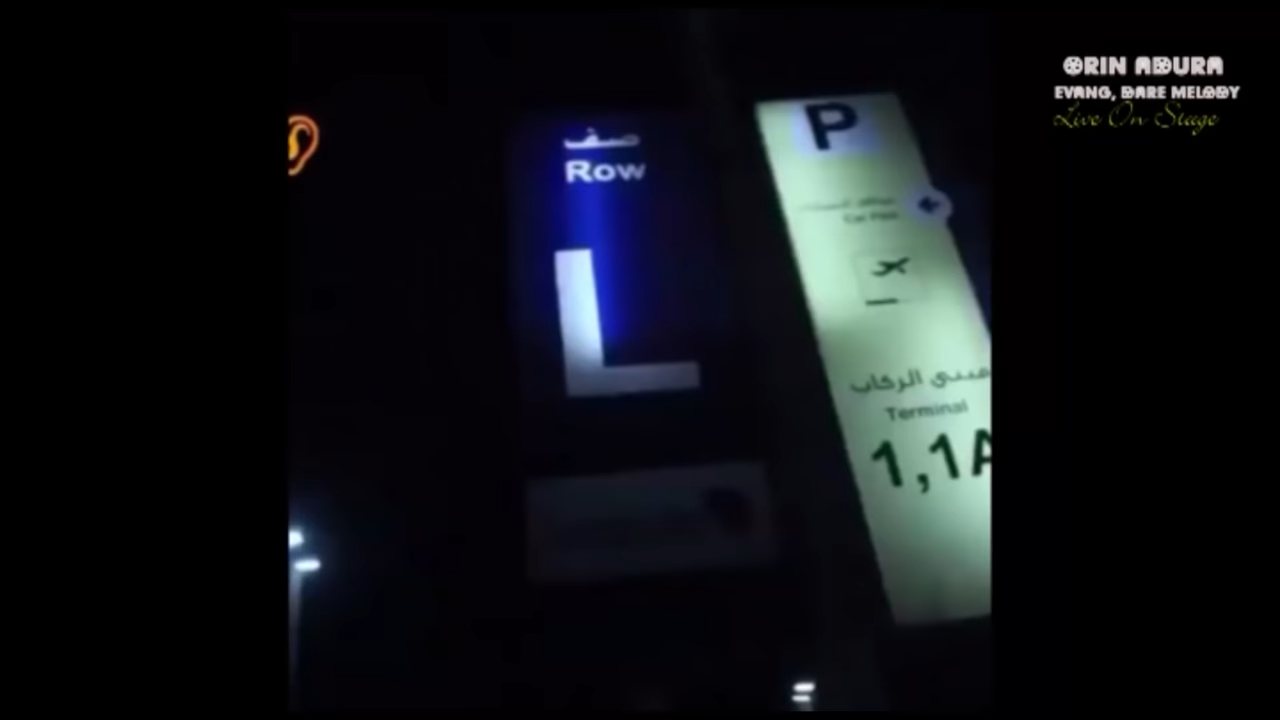 ORIN ADURA
EVANG, DARE MELODY
Live On Stage
صف
Row
L
P
Car Park
مبنى الركاب
Terminal
1,1A